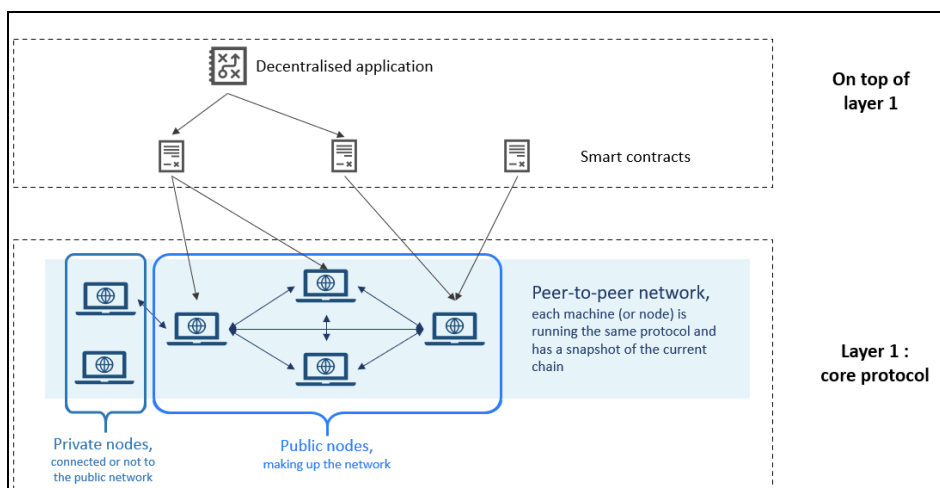 Decentralised application
On top of
layer 1
Smart contracts
Peer-to-peer network,
each machine (or node) is
running the same protocol and
has a snapshot of the current
chain
Layer 1 :
core protocol
Private nodes,
connected or not to
the public network
Public nodes,
making up the network